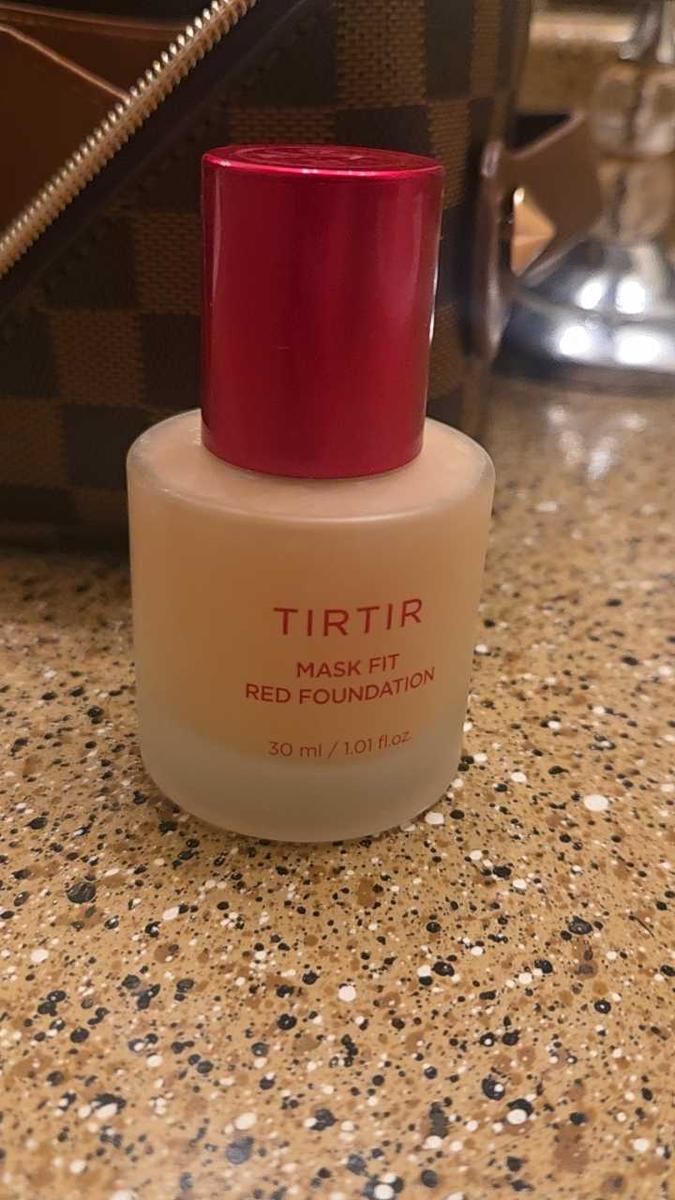 TIRTIR
MASK FIT
RED FOUNDATION
30 ml / 1.01 fl.oz.